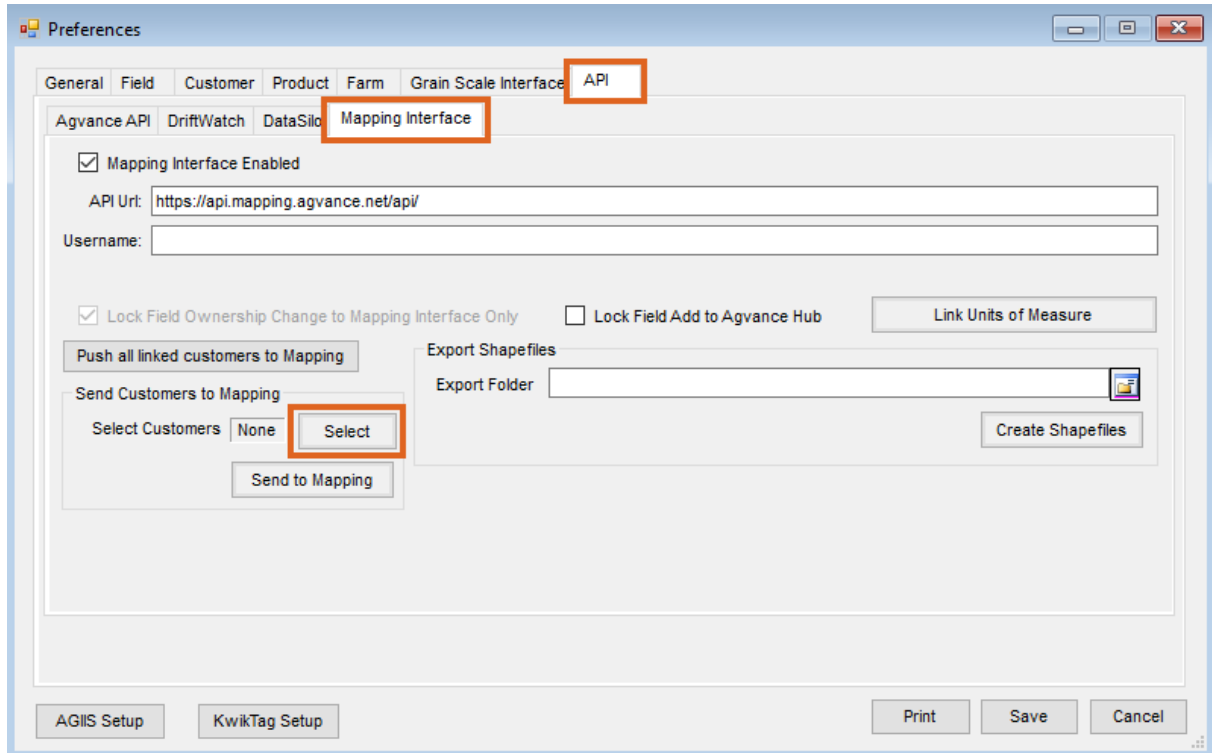 Preferences
General Field Customer Product Farm Grain Scale Interface API
Agvance API DriftWatch DataSilo Mapping Interface
Mapping Interface Enabled
API Url: https://api.mapping.agvance.net/api/
Username:
Lock Field Ownership Change to Mapping Interface Only Lock Field Add to Agvance Hub Link Units of Measure
Push all linked customers to Mapping Export Shapefiles
Send Customers to Mapping Export Folder
Select Customers None Select Create Shapefiles
Send to Mapping
AGIIS Setup KwikTag Setup Print Save Cancel